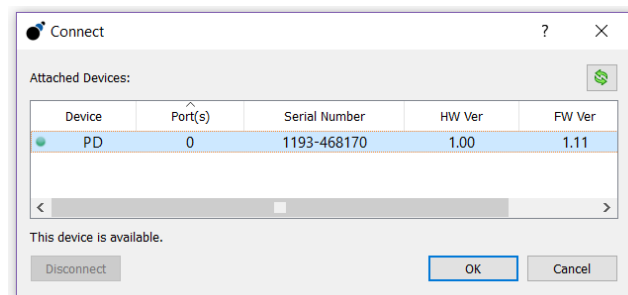 Connect ? ×
Attached Devices:
Device Port(s) Serial Number HW Ver FW Ver
PD 0 1193-468170 1.00 1.11
This device is available.
Disconnect OK Cancel